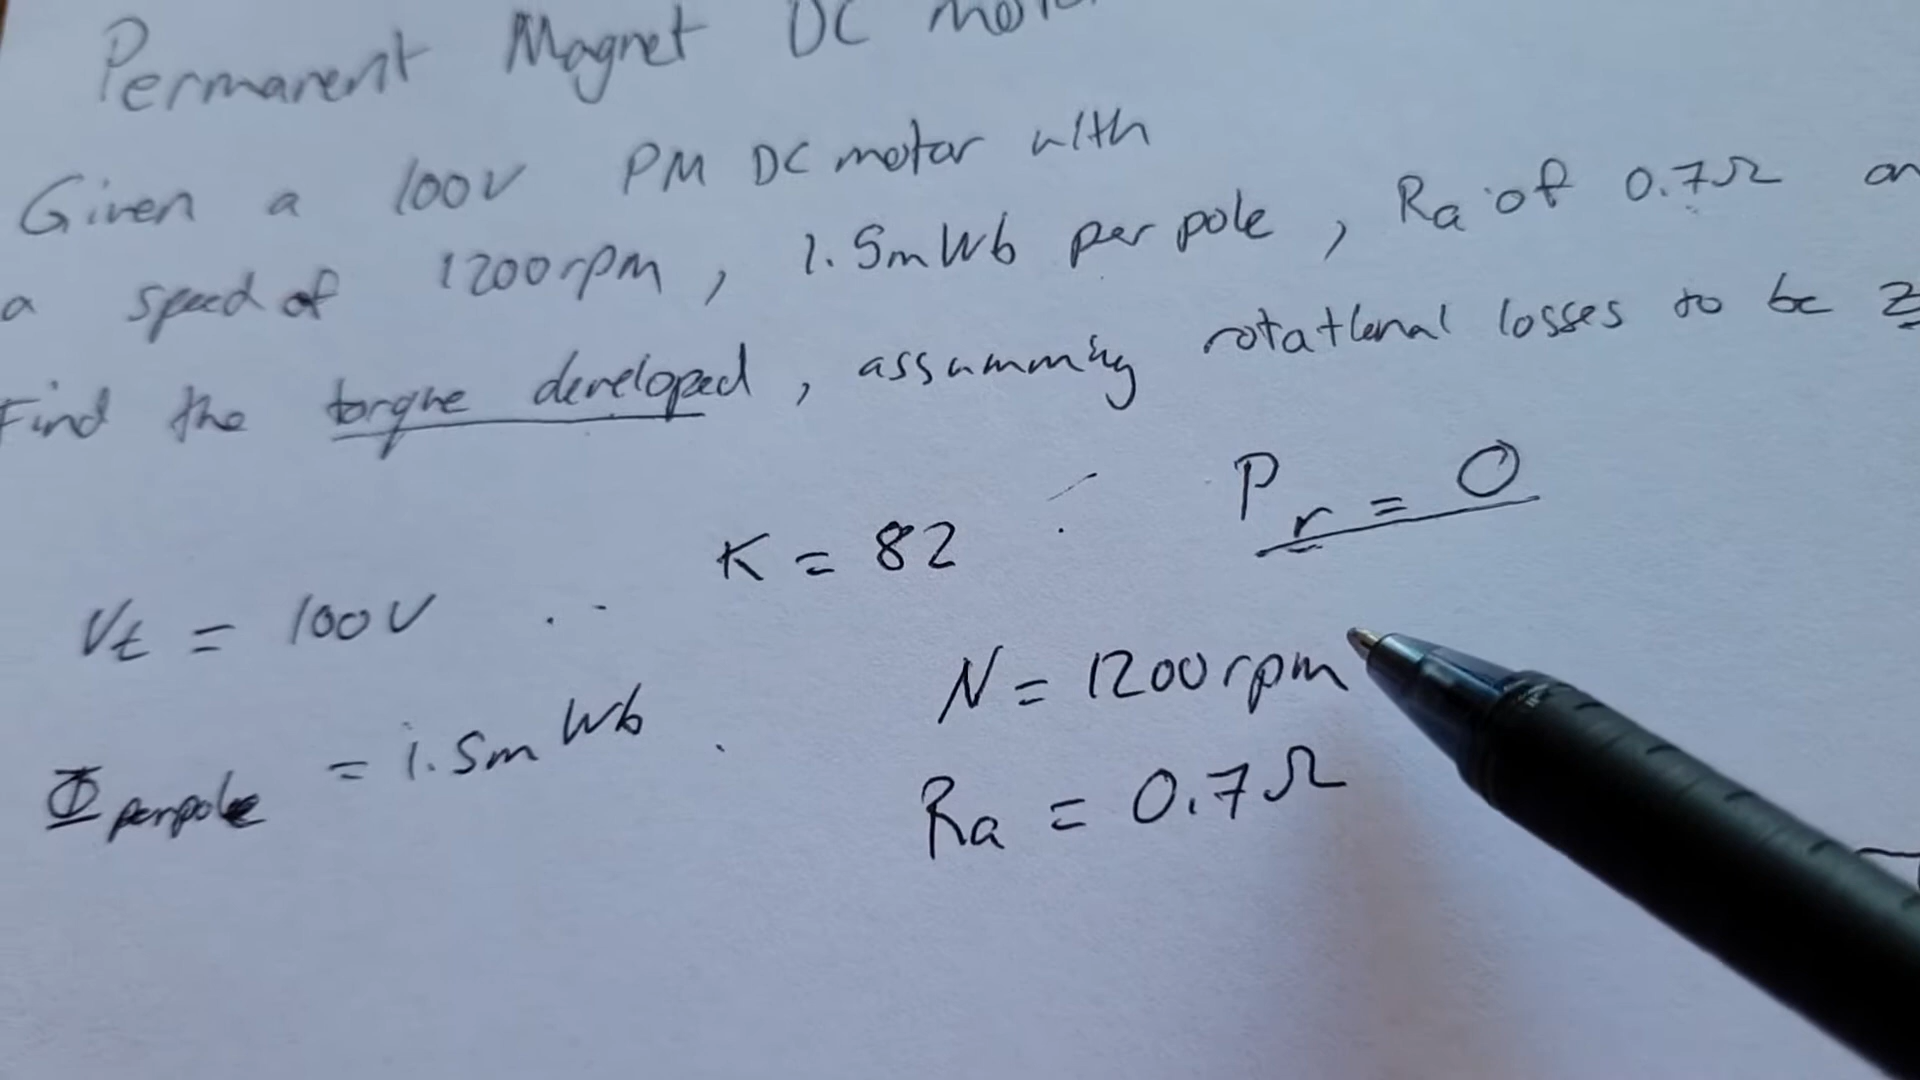 Permanent Magnet DC motor
Given a 100V PM DC motor with
a speed of 1200rpm, 1.5mWb per pole, Ra of 0.7Ω
Find the torque developed, assumming rotational losses to be
K = 82
Pr = 0
Vt = 100V
N = 1200rpm
Φperpole = 1.5m Wb
Ra = 0.7Ω